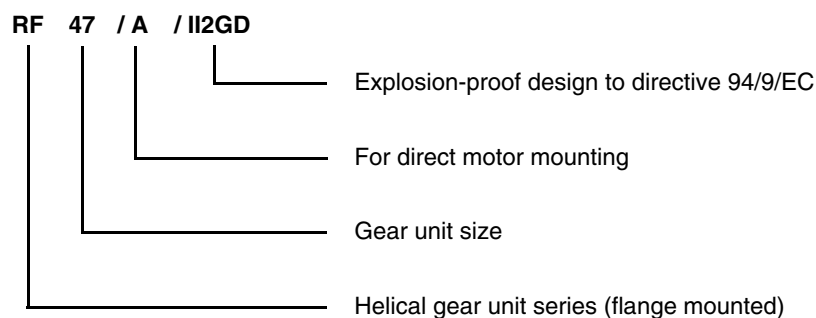 RF 47 / A / II2GD
Explosion-proof design to directive 94/9/EC
For direct motor mounting
Gear unit size
Helical gear unit series (flange mounted)